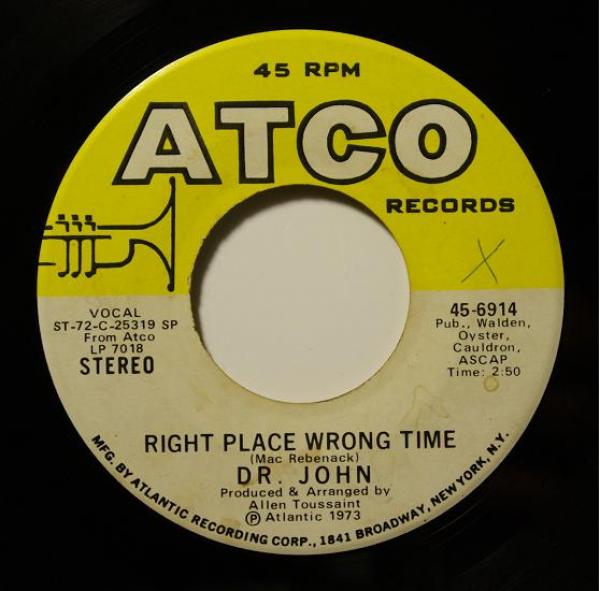 45 RPM
ATCO
RECORDS
X
VOCAL
ST-72-C-25319 SP
From Atco
LP 7018
STEREO
45-6914
Pub., Walden,
Oyster,
Cauldron,
ASCAP
Time: 2:50
RIGHT PLACE WRONG TIME
(Mac Rebenack)
DR. JOHN
Produced & Arranged by
Allen Toussaint
Ⓟ Atlantic 1973
MFG. BY ATLANTIC RECORDING CORP., 1841 BROADWAY, NEW YORK, N.Y.